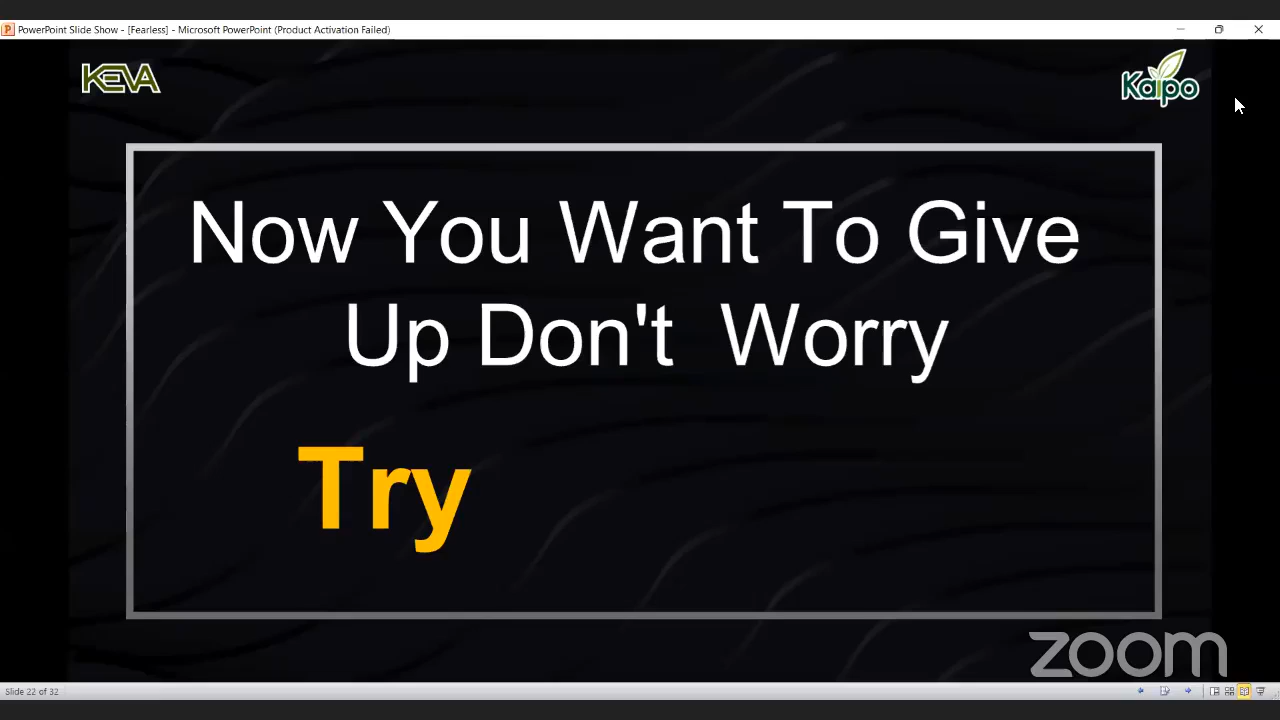 PowerPoint Slide Show - [Fearless] - Microsoft PowerPoint (Product Activation Failed)
KEVA
Kaipo
Now You Want To Give
Up Don't  Worry
Try
zoom
Slide 22 of 32